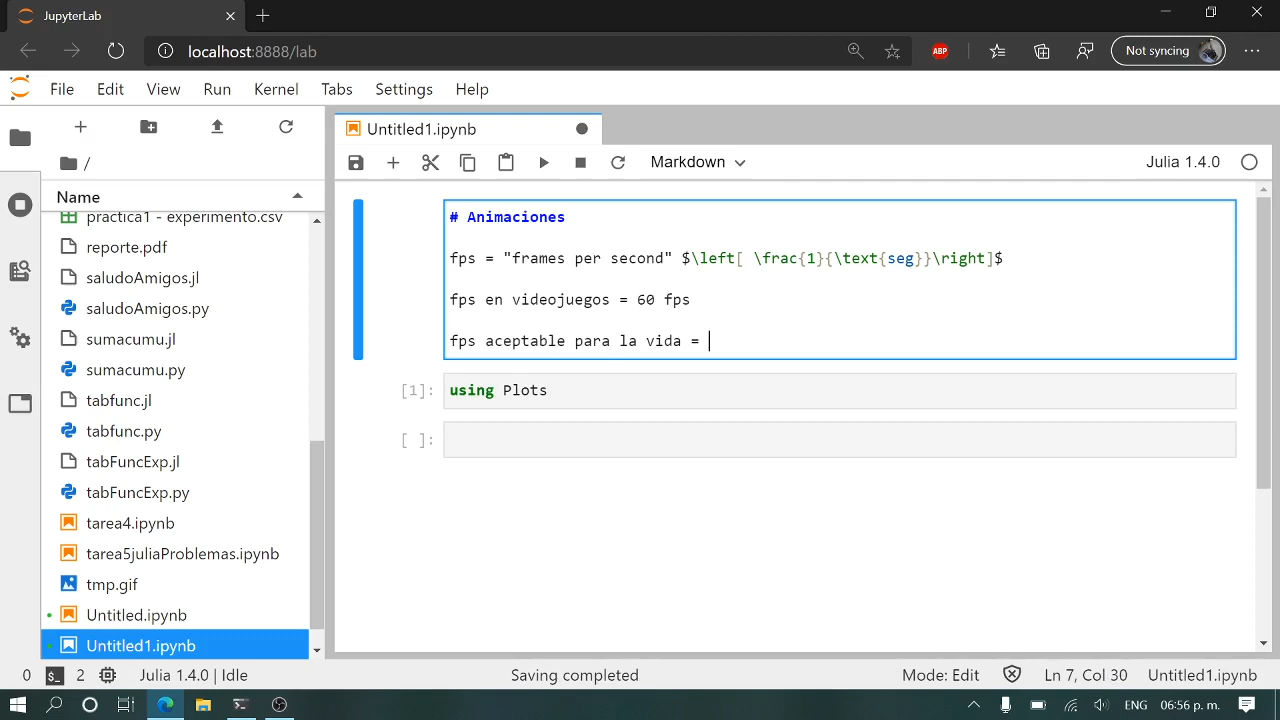 JupyterLab
localhost:8888/lab
ABP
Not syncing
File Edit View Run Kernel Tabs Settings Help
Untitled1.ipynb
/
Markdown
Julia 1.4.0
Name
practica1 - experimento.csv
reporte.pdf
saludoAmigos.jl
saludoAmigos.py
sumacumu.jl
sumacumu.py
tabfunc.jl
tabfunc.py
tabFuncExp.jl
tabFuncExp.py
tarea4.ipynb
tarea5juliaProblemas.ipynb
tmp.gif
Untitled.ipynb
Untitled1.ipynb
# Animaciones
fps = "frames per second" $\left[ \frac{1}{\text{seg}}\right]$
fps en videojuegos = 60 fps
fps aceptable para la vida =
[1]: using Plots
[ ]:
0 $_ 2 Julia 1.4.0 | Idle Saving completed Mode: Edit Ln 7, Col 30 Untitled1.ipynb
ENG 06:56 p. m.